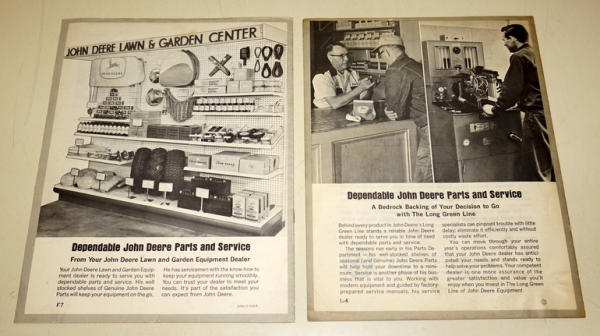 JOHN DEERE LAWN & GARDEN CENTER
JOHN DEERE
Dependable John Deere Parts and Service
From Your John Deere Lawn and Garden Equipment Dealer
Your John Deere Lawn and Garden Equip-
ment dealer is ready to serve you with
dependable parts and service. His well
stocked shelves of Genuine John Deere
Parts will keep your equipment on the go.
He has servicemen with the know-how to
keep your equipment running smoothly.
You can trust your dealer to meet your
needs. It's part of the satisfaction you
can expect from John Deere.
F-7
Dependable John Deere Parts and Service
A Bedrock Backing of Your Decision to Go
with The Long Green Line
Behind every product in John Deere's Long
Green Line stands a reliable John Deere
dealer ready to serve you in time of need
with dependable parts and service.
The reasons run early in his Parts De-
partment – his well-stocked shelves of
seasonal (and Genuine) John Deere Parts
will help hold your downtime to a mini-
mum. Service is another phase of his busi-
ness that is vital to you. Working with
modern equipment and guided by factory-
prepared service manuals, his service
specialists can pinpoint trouble with little
delay; eliminate it efficiently and without
costly waste effort.
You can move through your entire
year's operations comfortably assured
that your John Deere dealer has antici-
pated your needs and stands ready to
help solve your problems. Your competent
dealer is one more assurance of the
greater satisfaction and value you'll
enjoy when you invest in The Long Green
Line of John Deere Equipment.